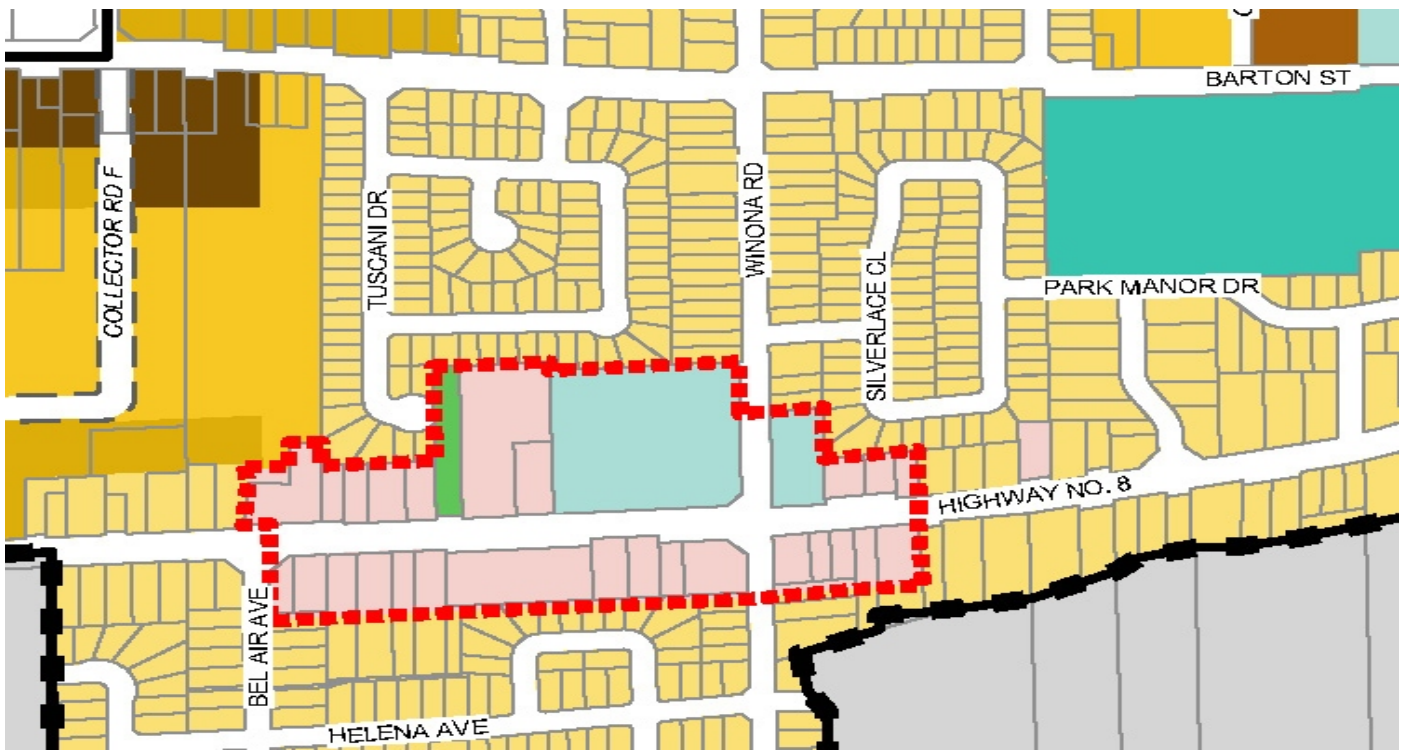 BARTON ST
COLLECTOR RD F
TUSCANI DR
WINONA RD
SILVERLACE CL
PARK MANOR DR
HIGHWAY NO. 8
BEL AIR AVE
HELENA AVE